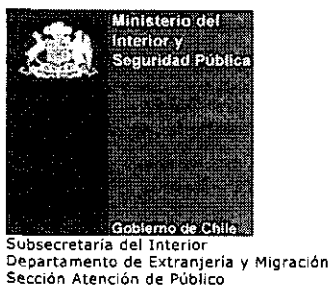 Ministerio del
Interior y
Seguridad Pública
Gobierno de Chile
Subsecretaría del Interior
Departamento de Extranjería y Migración
Sección Atención de Público